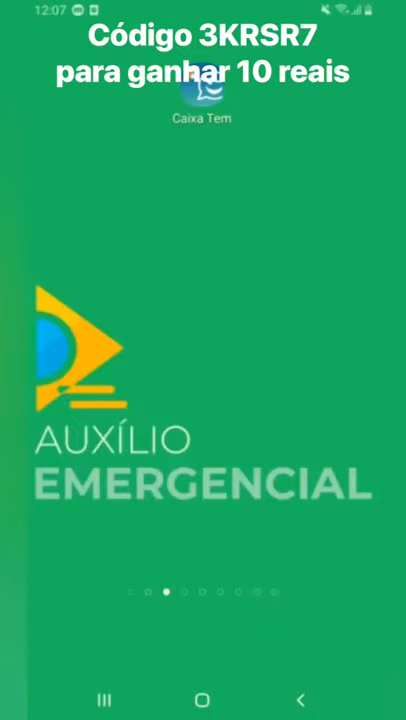 12:07
Código 3KRSR7
para ganhar 10 reais
Caixa Tem
AUXÍLIO
EMERGENCIAL